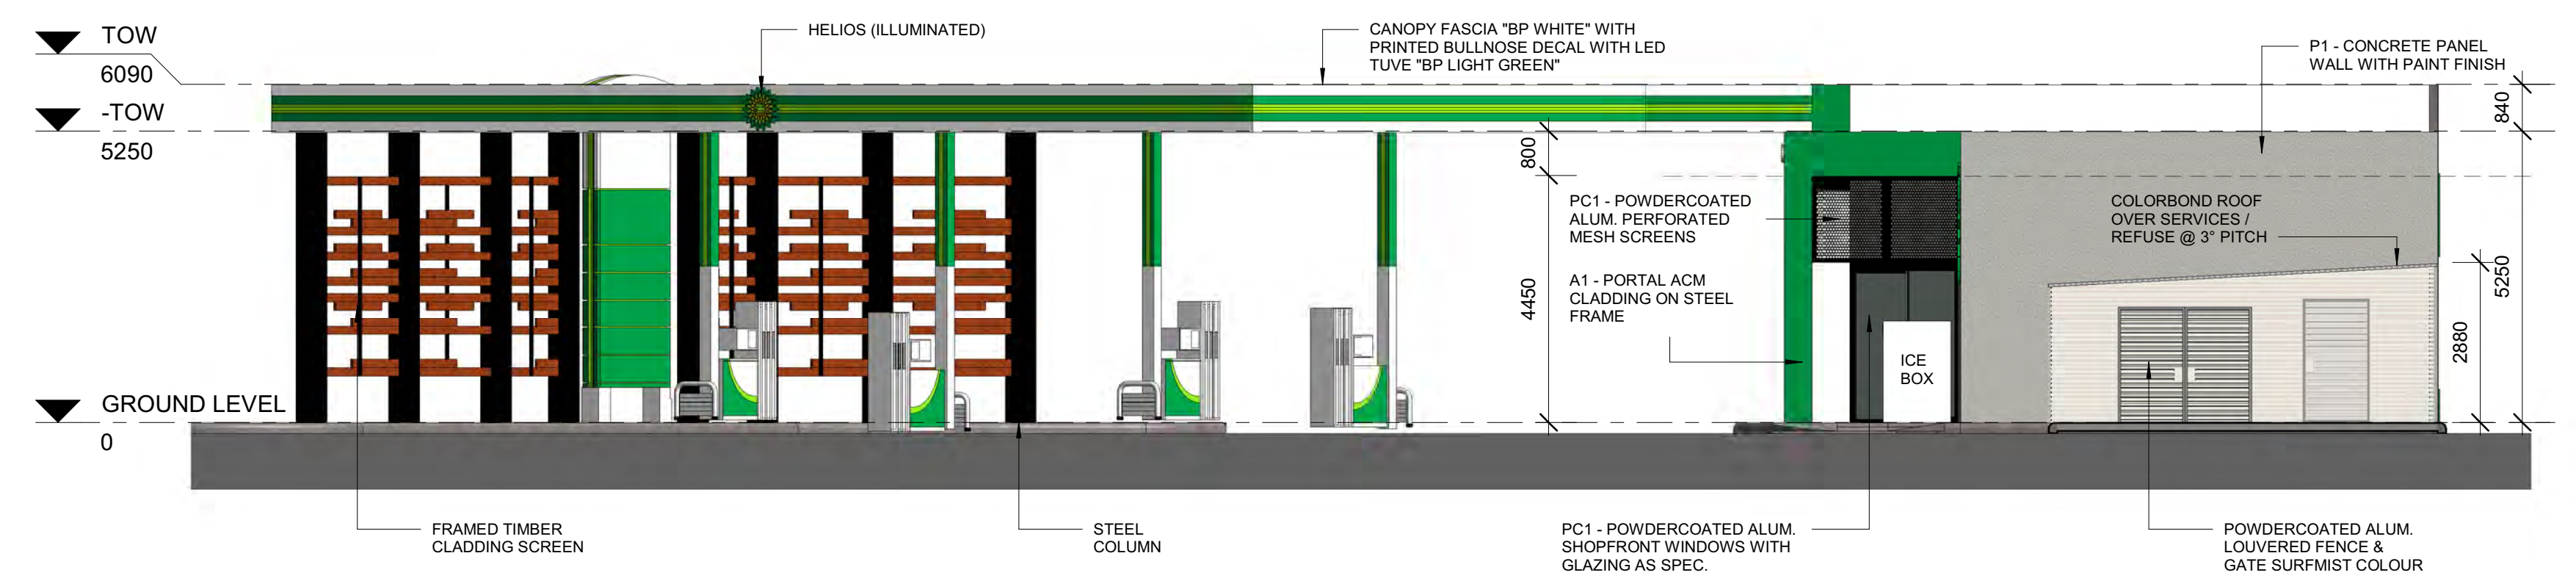 TOW
6090
-TOW
5250
GROUND LEVEL
0
HELIOS (ILLUMINATED)
CANOPY FASCIA "BP WHITE" WITH
PRINTED BULLNOSE DECAL WITH LED
TUVE "BP LIGHT GREEN"
P1 - CONCRETE PANEL
WALL WITH PAINT FINISH
840
800
4450
PC1 - POWDERCOATED
ALUM. PERFORATED
MESH SCREENS
A1 - PORTAL ACM
CLADDING ON STEEL
FRAME
COLORBOND ROOF
OVER SERVICES /
REFUSE @ 3° PITCH
ICE
BOX
5250
2880
FRAMED TIMBER
CLADDING SCREEN
STEEL
COLUMN
PC1 - POWDERCOATED ALUM.
SHOPFRONT WINDOWS WITH
GLAZING AS SPEC.
POWDERCOATED ALUM.
LOUVERED FENCE &
GATE SURFMIST COLOUR